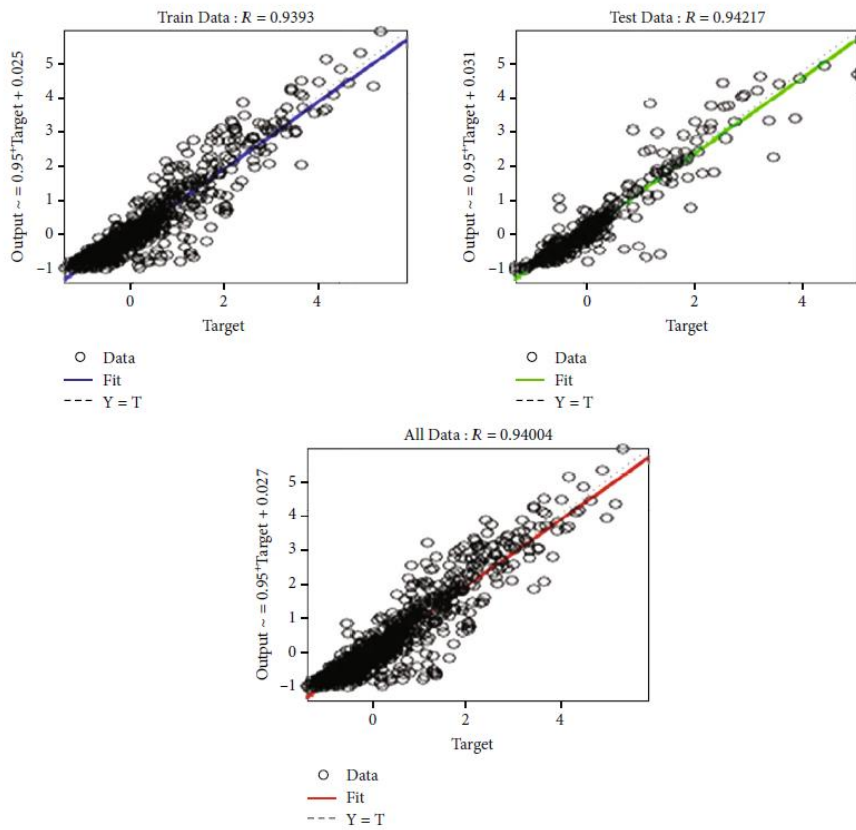 Train Data : R = 0.9393
Output ~ = 0.95⁺Target + 0.025
5
4
3
2
1
0
–1
0
2
4
Target
Data
Fit
Y = T
Test Data : R = 0.94217
Output ~ = 0.95⁺Target + 0.031
5
4
3
2
1
0
–1
0
2
4
Target
Data
Fit
Y = T
All Data : R = 0.94004
Output ~ = 0.95⁺Target + 0.027
5
4
3
2
1
0
–1
0
2
4
Target
Data
Fit
Y = T